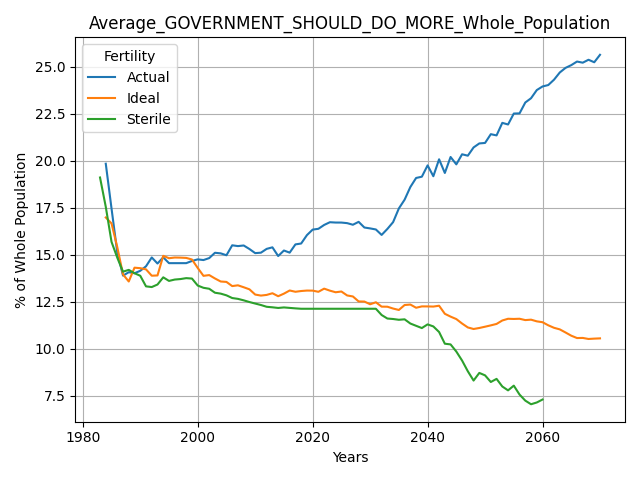 Average_GOVERNMENT_SHOULD_DO_MORE_Whole_Population
Fertility
Actual
Ideal
Sterile
% of Whole Population
25.0
22.5
20.0
17.5
15.0
12.5
10.0
7.5
1980 2000 2020 2040 2060
Years